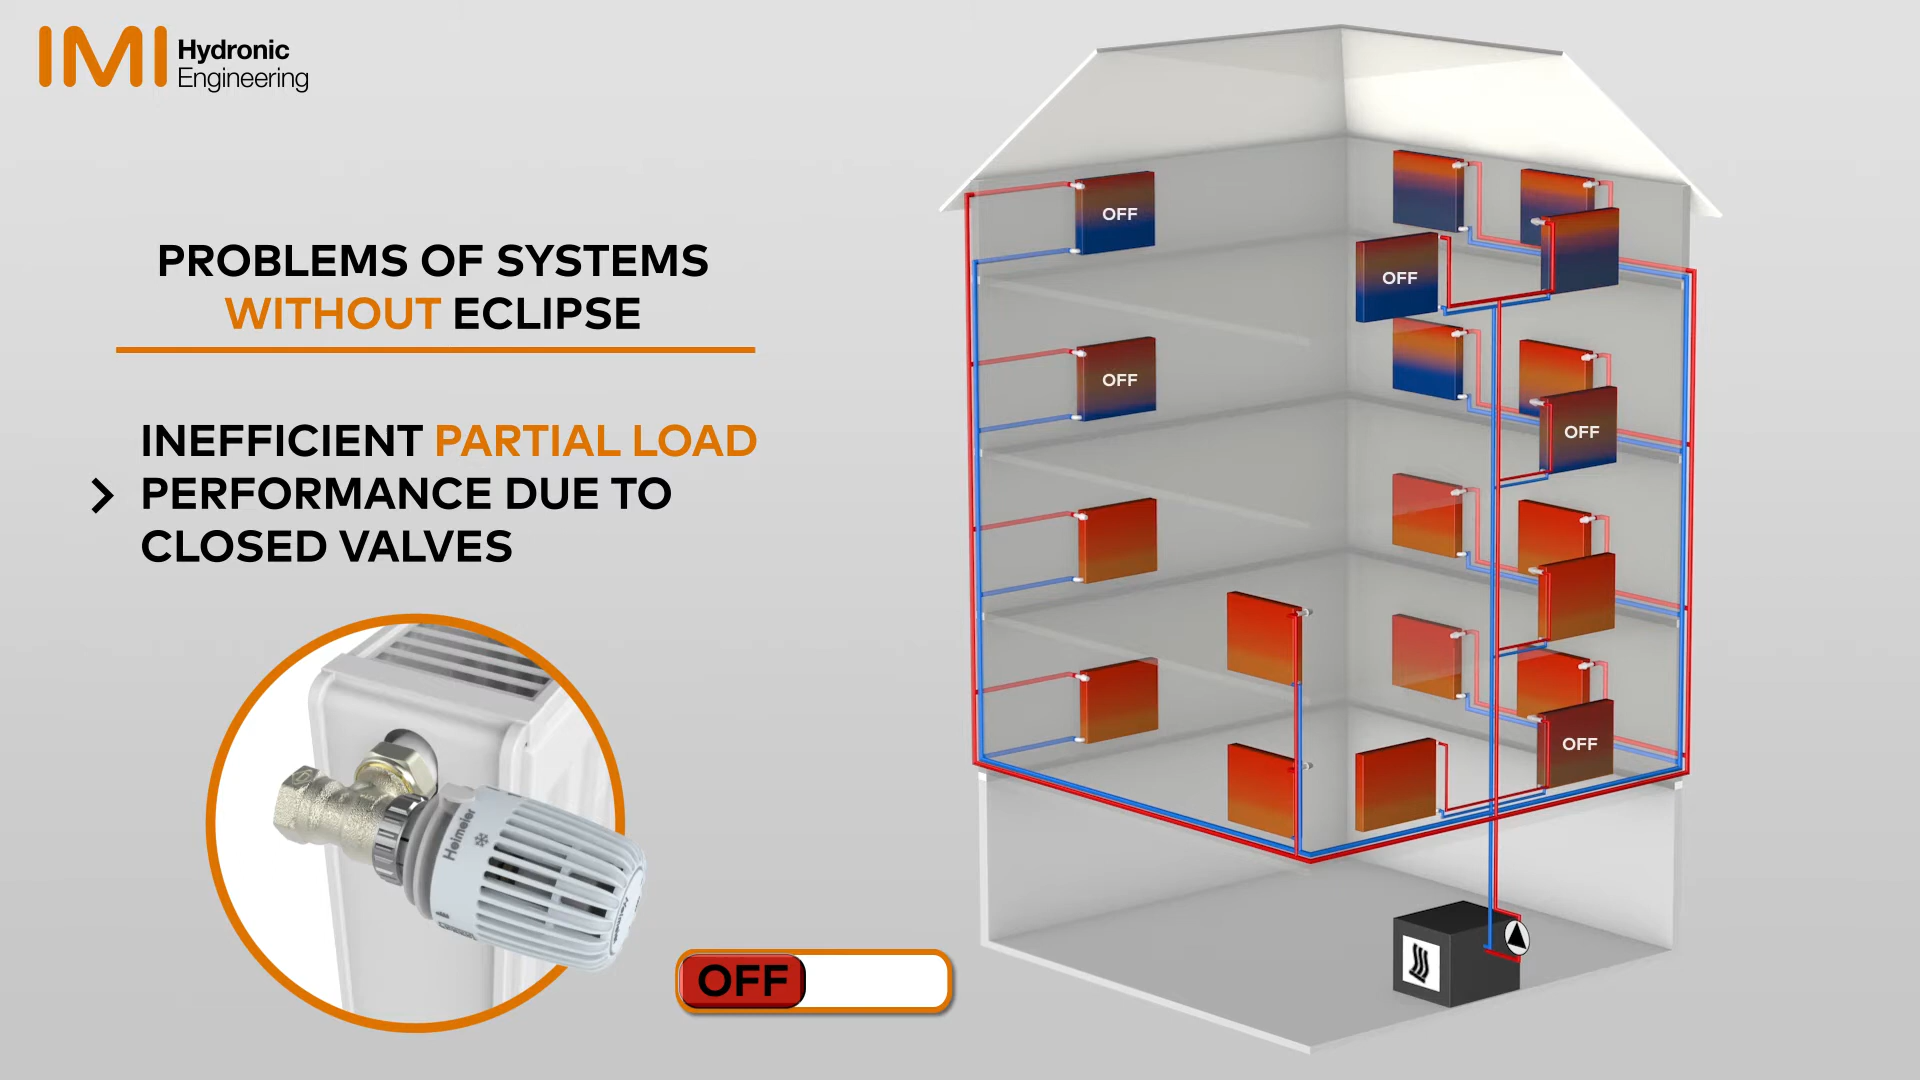 IMI Hydronic
Engineering
PROBLEMS OF SYSTEMS
WITHOUT ECLIPSE
INEFFICIENT PARTIAL LOAD
PERFORMANCE DUE TO
CLOSED VALVES
Heimeier
OFF
OFF
OFF
OFF
OFF
OFF